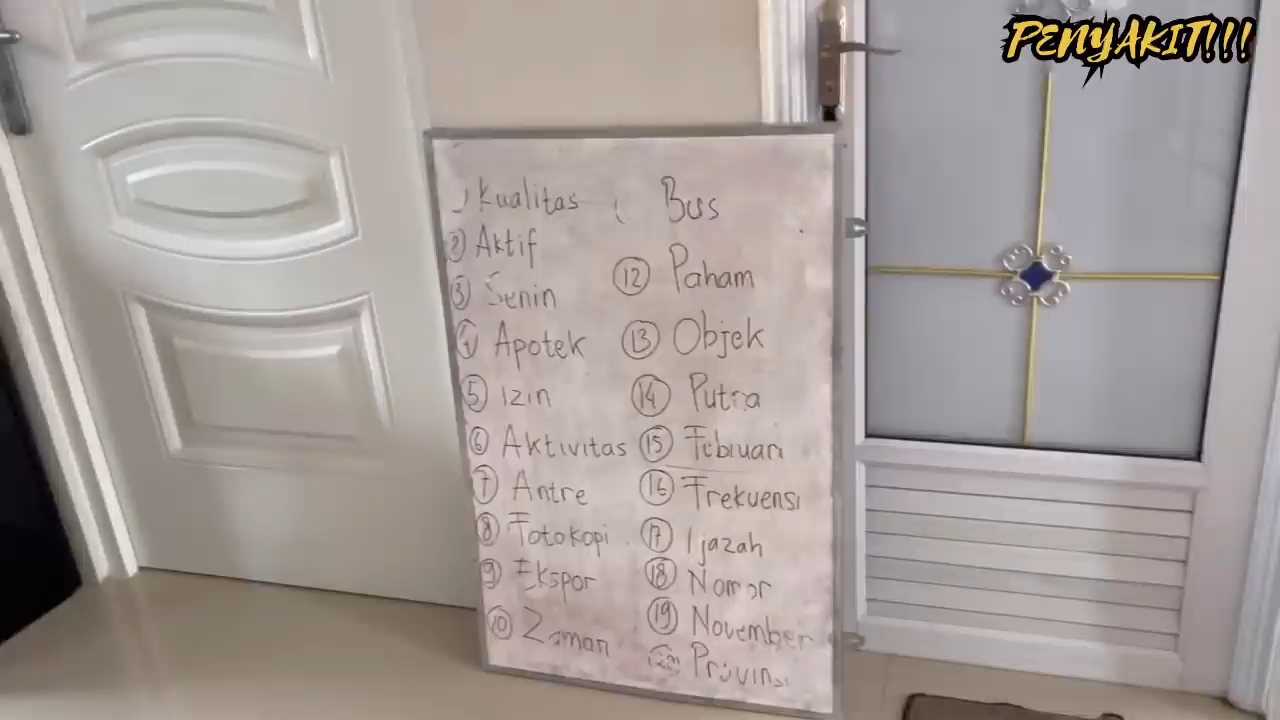 PENYAKIT!!!
Kualitas
2 Aktif
3 Senin
4 Apotek
5 Izin
6 Aktivitas
7 Antre
8 Fotokopi
9 Ekspor
10 Zaman
Bus
12 Paham
13 Objek
14 Putra
15 Februari
16 Frekuensi
17 Ijazah
18 Nomor
19 November
20 Provinsi